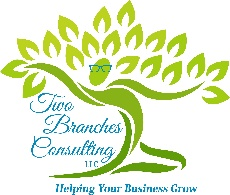 Two
Branches
Consulting
LLC
Helping Your Business Grow